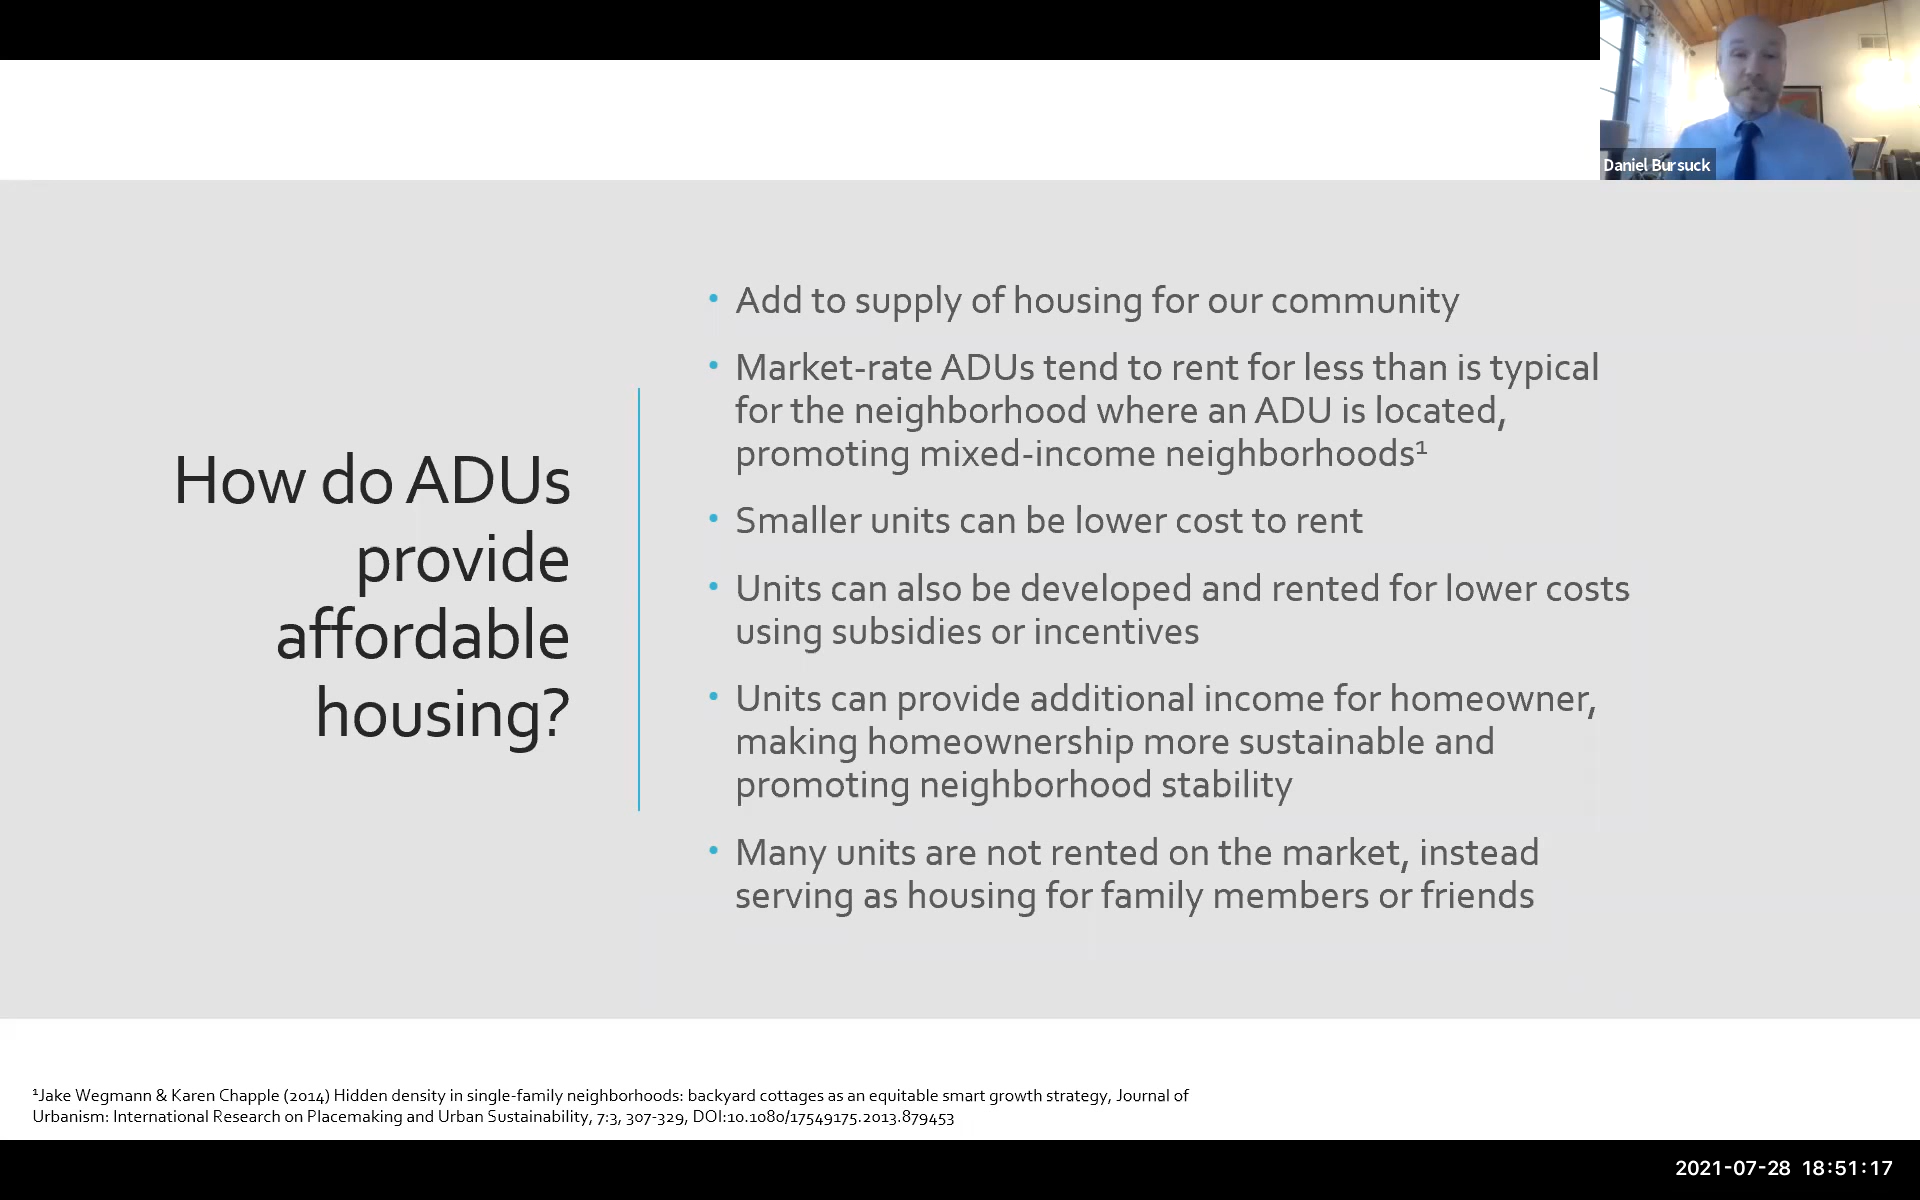 Daniel Bursuck
How do ADUs
provide
affordable
housing?
• Add to supply of housing for our community
• Market-rate ADUs tend to rent for less than is typical
for the neighborhood where an ADU is located,
promoting mixed-income neighborhoods¹
• Smaller units can be lower cost to rent
• Units can also be developed and rented for lower costs
using subsidies or incentives
• Units can provide additional income for homeowner,
making homeownership more sustainable and
promoting neighborhood stability
• Many units are not rented on the market, instead
serving as housing for family members or friends
¹Jake Wegmann & Karen Chapple (2014) Hidden density in single-family neighborhoods: backyard cottages as an equitable smart growth strategy, Journal of
Urbanism: International Research on Placemaking and Urban Sustainability, 7:3, 307-329, DOI:10.1080/17549175.2013.879453
2021-07-28 18:51:17